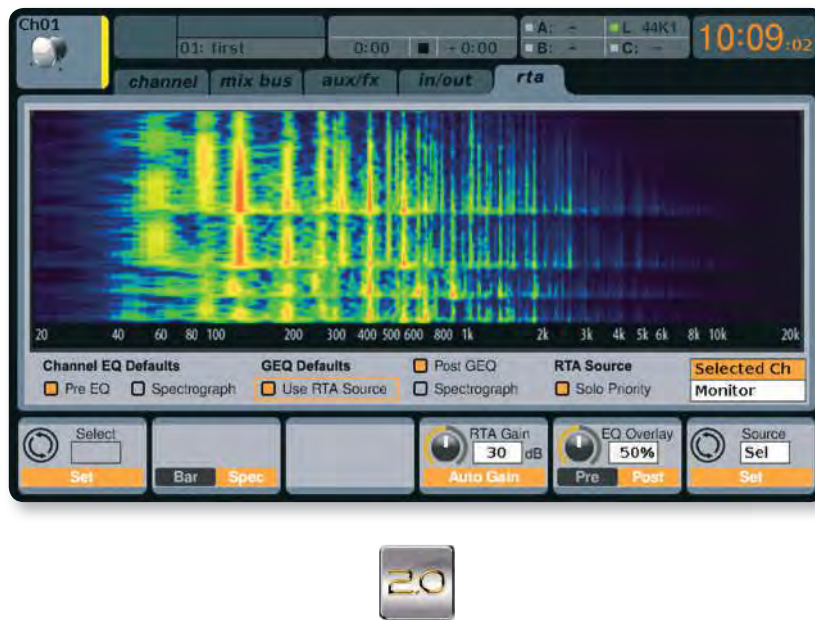 Ch01
A: - L 44K1
01: first 0:00 - 0:00 B: - C: - 10:09:02
channel mix bus aux/fx in/out rta
20 40 60 80 100 200 300 400 500 600 800 1k 2k 3k 4k 5k 6k 8k 10k 20k
Channel EQ Defaults GEQ Defaults Post GEQ RTA Source Selected Ch
Pre EQ Spectrograph Use RTA Source Spectrograph Solo Priority Monitor
Select RTA Gain EQ Overlay Source
30 dB 50% Sel
Set Bar Spec Auto Gain Pre Post Set
2.0